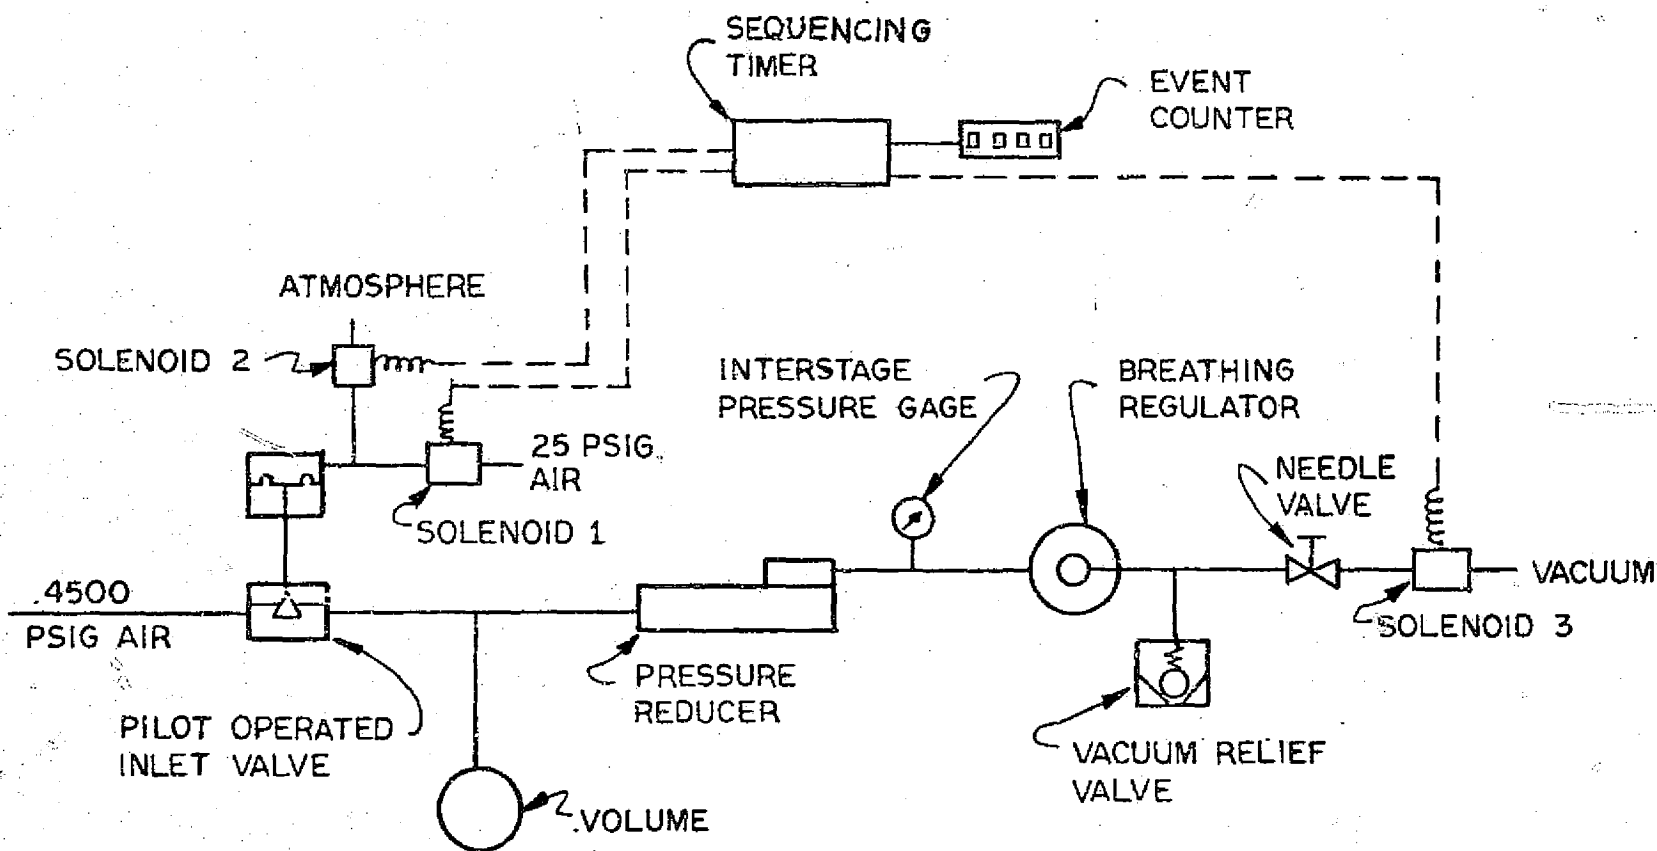 SEQUENCING
TIMER
EVENT
COUNTER
ATMOSPHERE
SOLENOID 2
INTERSTAGE
PRESSURE GAGE
BREATHING
REGULATOR
25 PSIG
AIR
NEEDLE
VALVE
SOLENOID 1
.4500
PSIG AIR
VACUUM
SOLENOID 3
PRESSURE
REDUCER
PILOT OPERATED
INLET VALVE
VACUUM RELIEF
VALVE
VOLUME